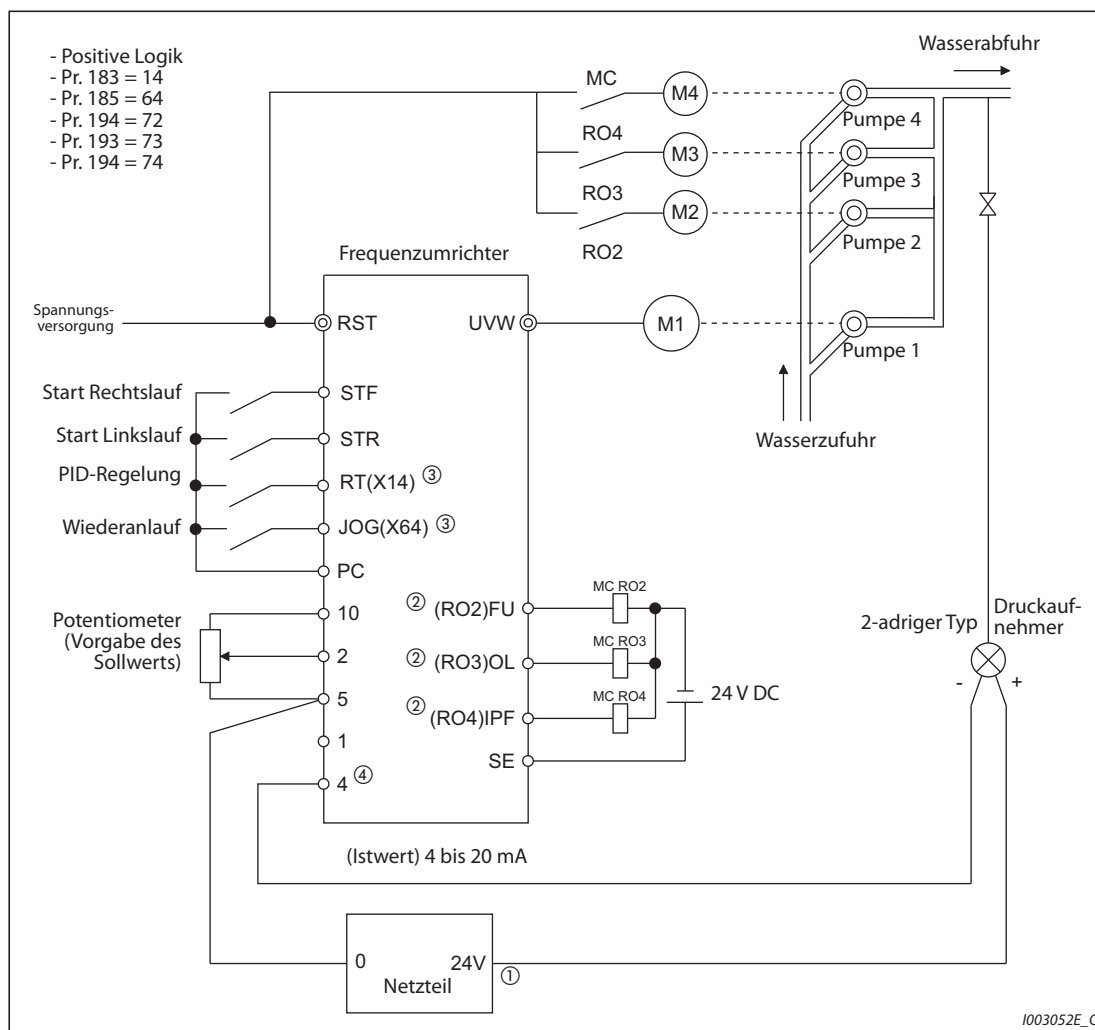 - Positive Logik
- Pr. 183 = 14
- Pr. 185 = 64
- Pr. 194 = 72
- Pr. 193 = 73
- Pr. 194 = 74
Wasserabfuhr
MC
M4
Pumpe 4
RO4
M3
Pumpe 3
RO3
M2
Pumpe 2
RO2
Frequenzumrichter
Spannungs-
versorgung
RST
UVW
M1
Pumpe 1
Wasserzufuhr
Start Rechtslauf
STF
Start Linkslauf
STR
PID-Regelung
RT(X14) ③
Wiederanlauf
JOG(X64) ③
PC
Potentiometer
(Vorgabe des
Sollwerts)
10
2
5
1
4 ④
② (RO2)FU
MC RO2
② (RO3)OL
MC RO3
② (RO4)IPF
MC RO4
SE
24 V DC
2-adriger Typ
Druckauf-
nehmer
- +
(Istwert) 4 bis 20 mA
0 24V ①
Netzteil
I003052E_C